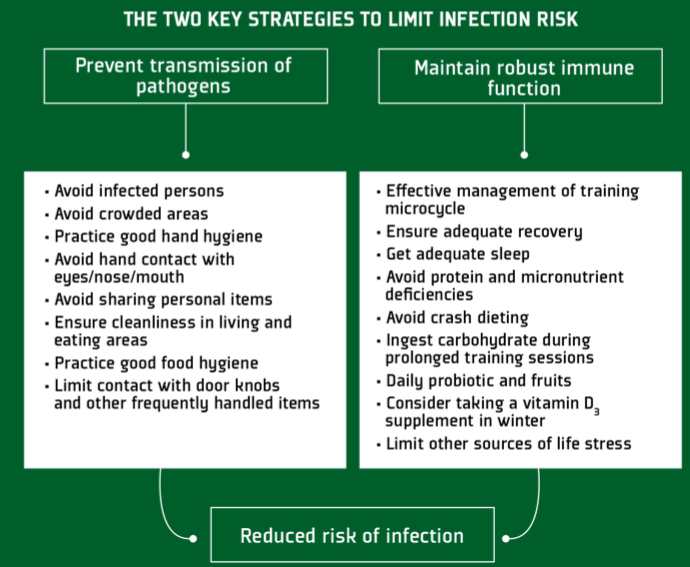 THE TWO KEY STRATEGIES TO LIMIT INFECTION RISK
Prevent transmission of
pathogens
• Avoid infected persons
• Avoid crowded areas
• Practice good hand hygiene
• Avoid hand contact with
eyes/nose/mouth
• Avoid sharing personal items
• Ensure cleanliness in living and
eating areas
• Practice good food hygiene
• Limit contact with door knobs
and other frequently handled items
Maintain robust immune
function
• Effective management of training
microcycle
• Ensure adequate recovery
• Get adequate sleep
• Avoid protein and micronutrient
deficiencies
• Avoid crash dieting
• Ingest carbohydrate during
prolonged training sessions
• Daily probiotic and fruits
• Consider taking a vitamin D₃
supplement in winter
• Limit other sources of life stress
Reduced risk of infection